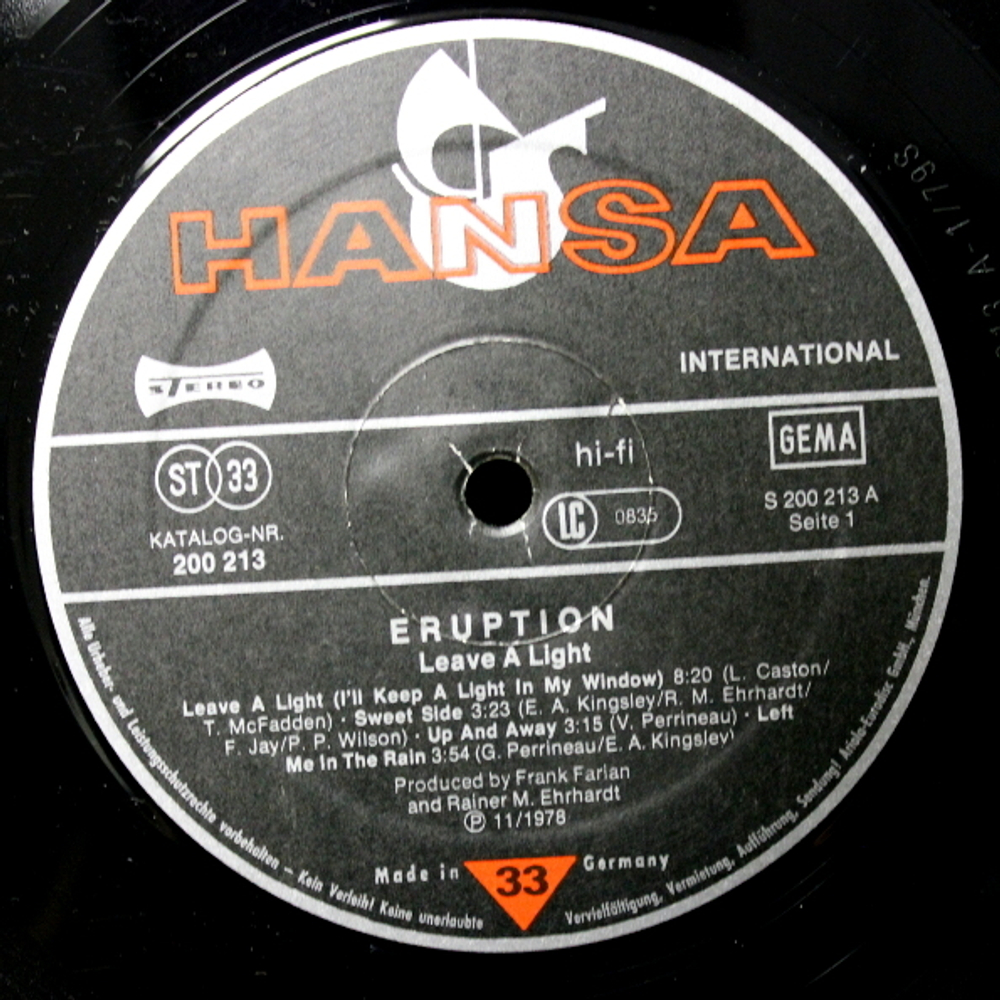 HANSA
STEREO
INTERNATIONAL
ST 33
hi-fi
GEMA
KATALOG-NR.
200 213
LC 0835
S 200 213 A
Seite 1
ERUPTION
Leave A Light
Leave A Light (I'll Keep A Light In My Window) 8:20 (L. Caston/
T. McFadden) · Sweet Side 3:23 (E. A. Kingsley/R. M. Ehrhardt/
F. Jay/P. P. Wilson) · Up And Away 3:15 (V. Perrineau) · Left
Me In The Rain 3:54 (G. Perrineau/E. A. Kingsley)
Produced by Frank Farian
and Rainer M. Ehrhardt
Ⓟ 11/1978
Made in 33 Germany
Alle Urheber- und Leistungsschutzrechte vorbehalten – Kein Verleih! Keine unerlaubte Vervielfältigung, Vermietung, Aufführung, Sendung! Ariola-Eurodisc GmbH, München
A-1/79S